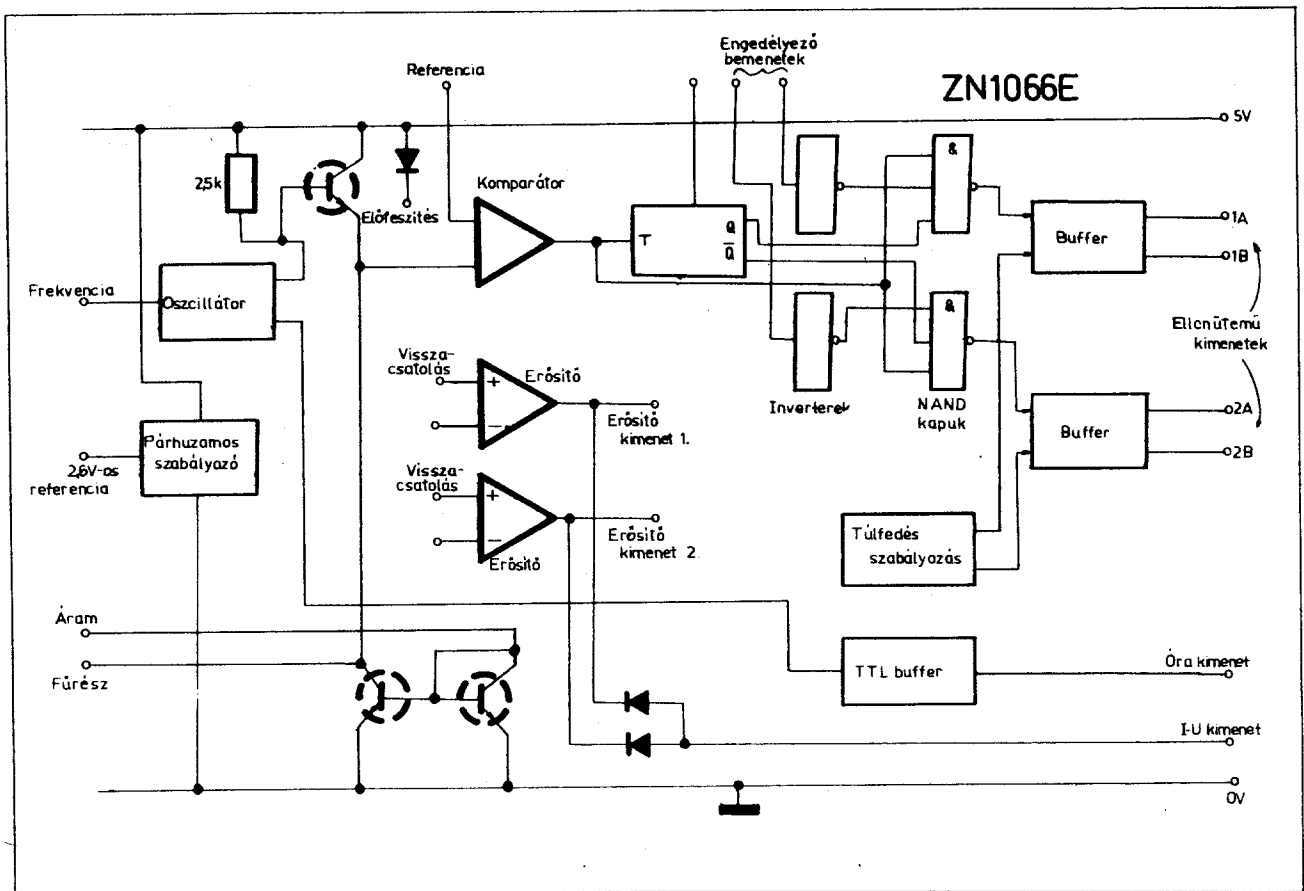 Engedélyező
bemenetek
Referencia
ZN1066E
5V
2,5k
Előfeszítés
Komparátor
&
T
Q
Q̅
Buffer
1A
1B
Frekvencia
Oszcillátor
&
Ellenütemű
kimenetek
Vissza-
csatolás
+
−
Erősítő
Erősítő
kimenet 1.
Inverterek
NAND
kapuk
Buffer
2A
2B
Párhuzamos
szabályozó
2,6V-os
referencia
Vissza-
csatolás
+
−
Erősítő
Erősítő
kimenet 2.
Túlfedés
szabályozás
Áram
Fűrész
TTL buffer
Óra kimenet
I-U kimenet
0V